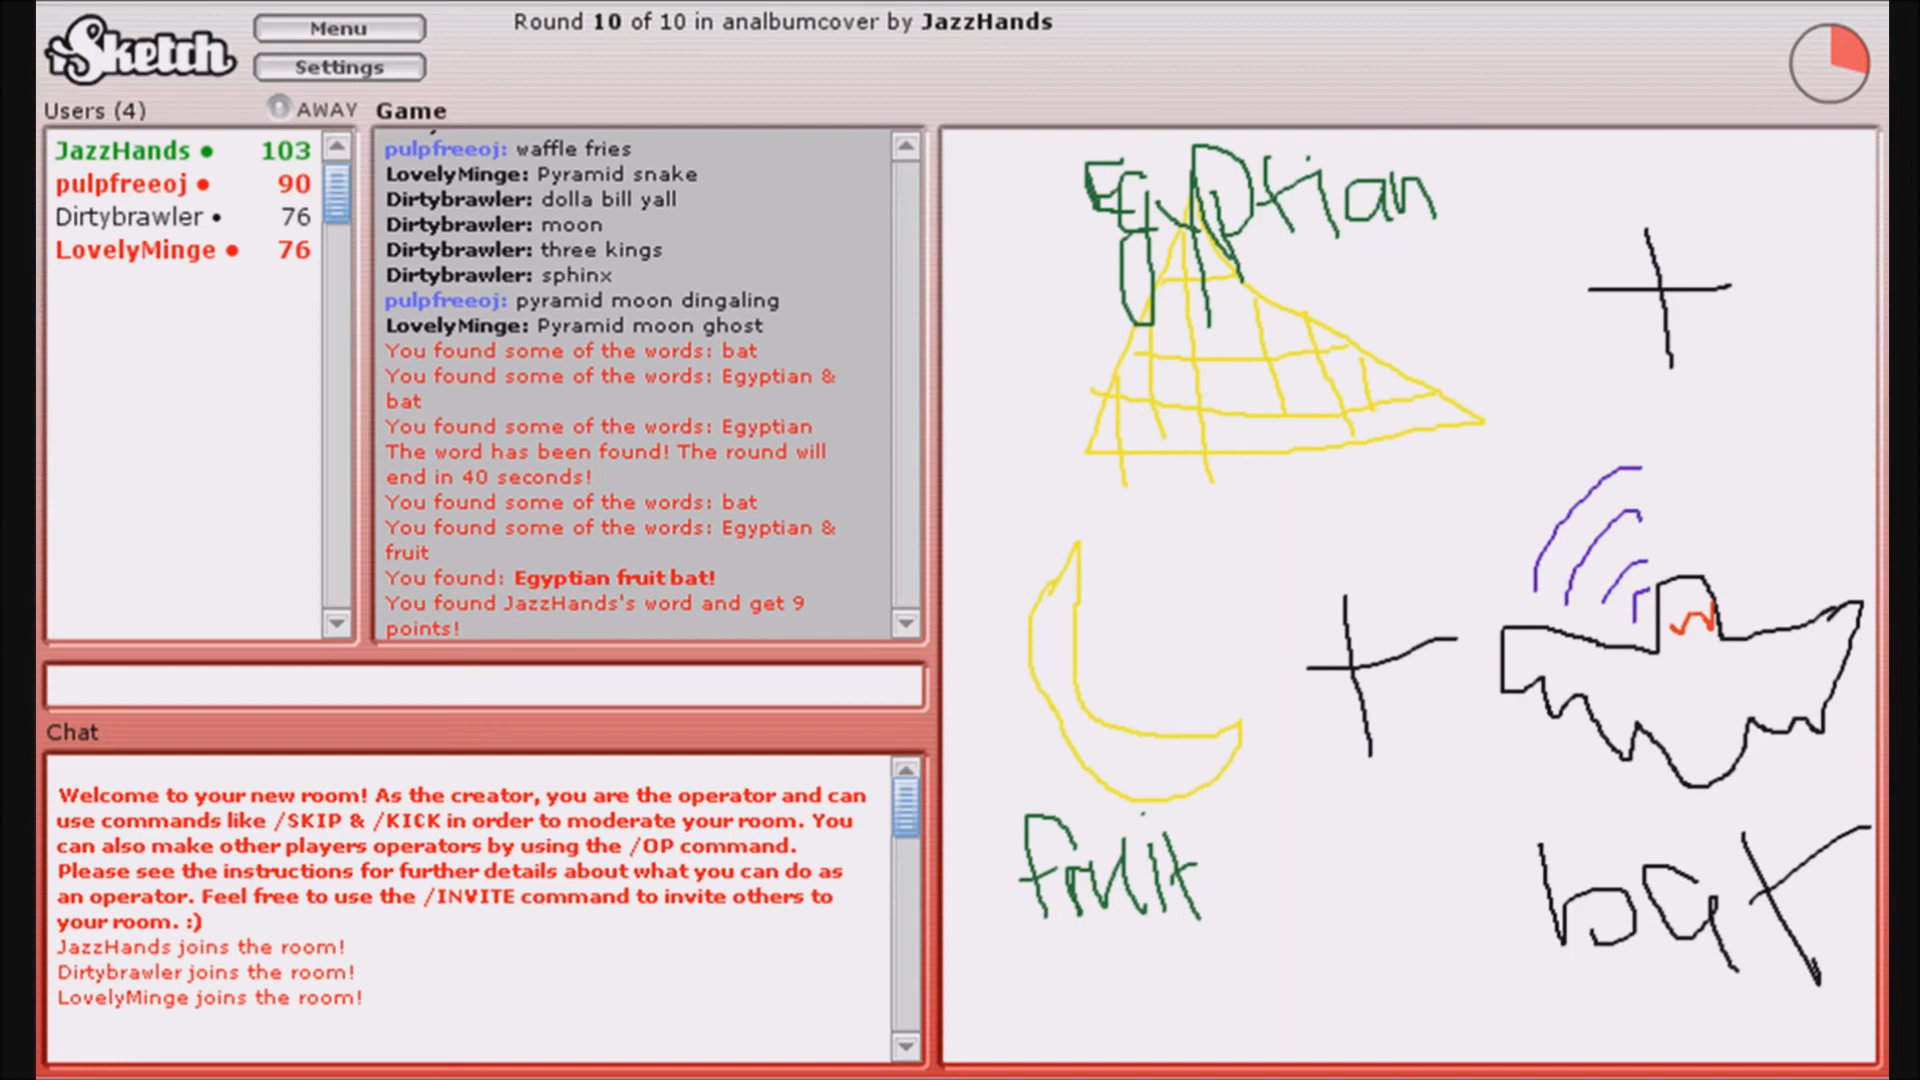 iSketch
Menu
Settings
Round 10 of 10 in analbumcover by JazzHands
Users (4)
AWAY
Game
JazzHands • 103
pulpfreeoj • 90
Dirtybrawler • 76
LovelyMinge • 76
pulpfreeoj: waffle fries
LovelyMinge: Pyramid snake
Dirtybrawler: dolla bill yall
Dirtybrawler: moon
Dirtybrawler: three kings
Dirtybrawler: sphinx
pulpfreeoj: pyramid moon dingaling
LovelyMinge: Pyramid moon ghost
You found some of the words: bat
You found some of the words: Egyptian &
bat
You found some of the words: Egyptian
The word has been found! The round will
end in 40 seconds!
You found some of the words: bat
You found some of the words: Egyptian &
fruit
You found: Egyptian fruit bat!
You found JazzHands's word and get 9
points!
Chat
Welcome to your new room! As the creator, you are the operator and can
use commands like /SKIP & /KICK in order to moderate your room. You
can also make other players operators by using the /OP command.
Please see the instructions for further details about what you can do as
an operator. Feel free to use the /INVITE command to invite others to
your room. :)
JazzHands joins the room!
Dirtybrawler joins the room!
LovelyMinge joins the room!
Egyptian
+
+
fruit
bat